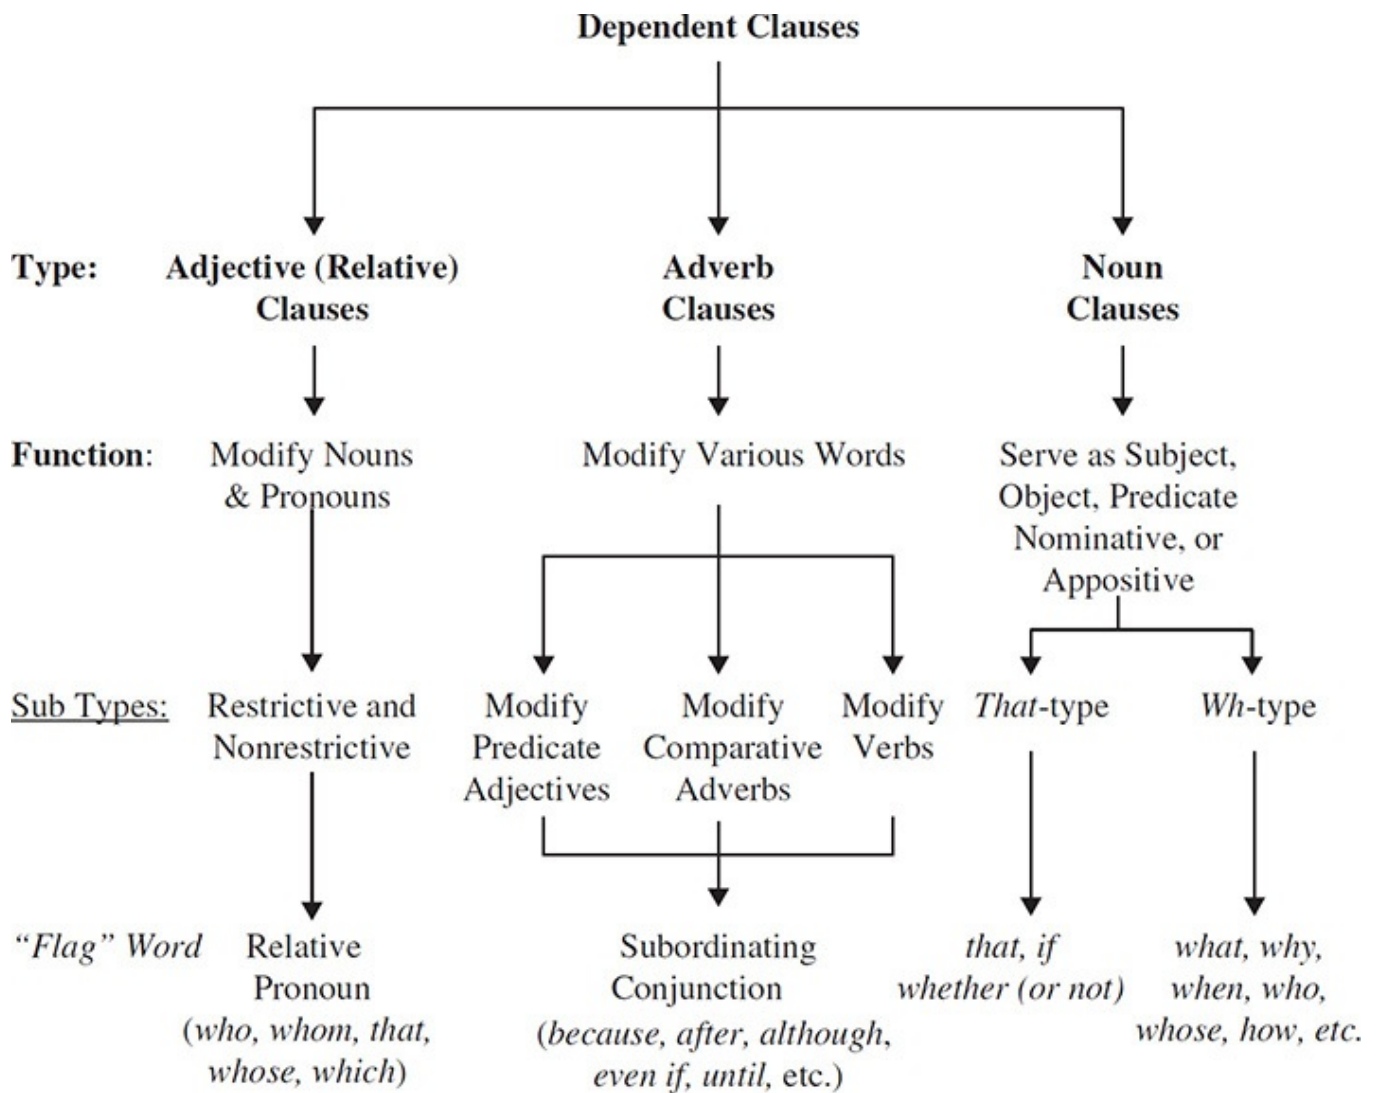 Dependent Clauses
Type: Adjective (Relative) Adverb Noun
Clauses Clauses Clauses
Function: Modify Nouns Modify Various Words Serve as Subject,
& Pronouns Object, Predicate
Nominative, or
Appositive
Sub Types: Restrictive and Modify Modify Modify That-type Wh-type
Nonrestrictive Predicate Comparative Verbs
Adjectives Adverbs
“Flag” Word Relative Subordinating that, if what, why,
Pronoun Conjunction whether (or not) when, who,
(who, whom, that, (because, after, although, whose, how, etc.
whose, which) even if, until, etc.)